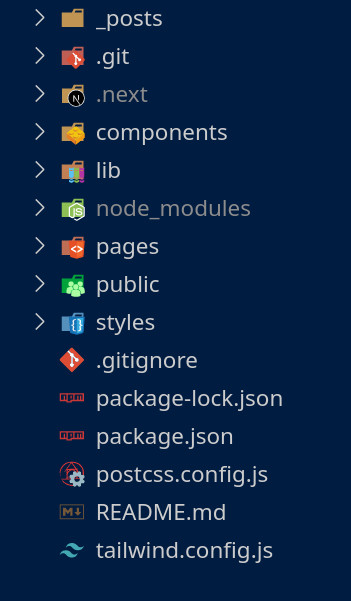 _posts
.git
.next
components
lib
node_modules
pages
public
styles
.gitignore
package-lock.json
package.json
postcss.config.js
README.md
tailwind.config.js